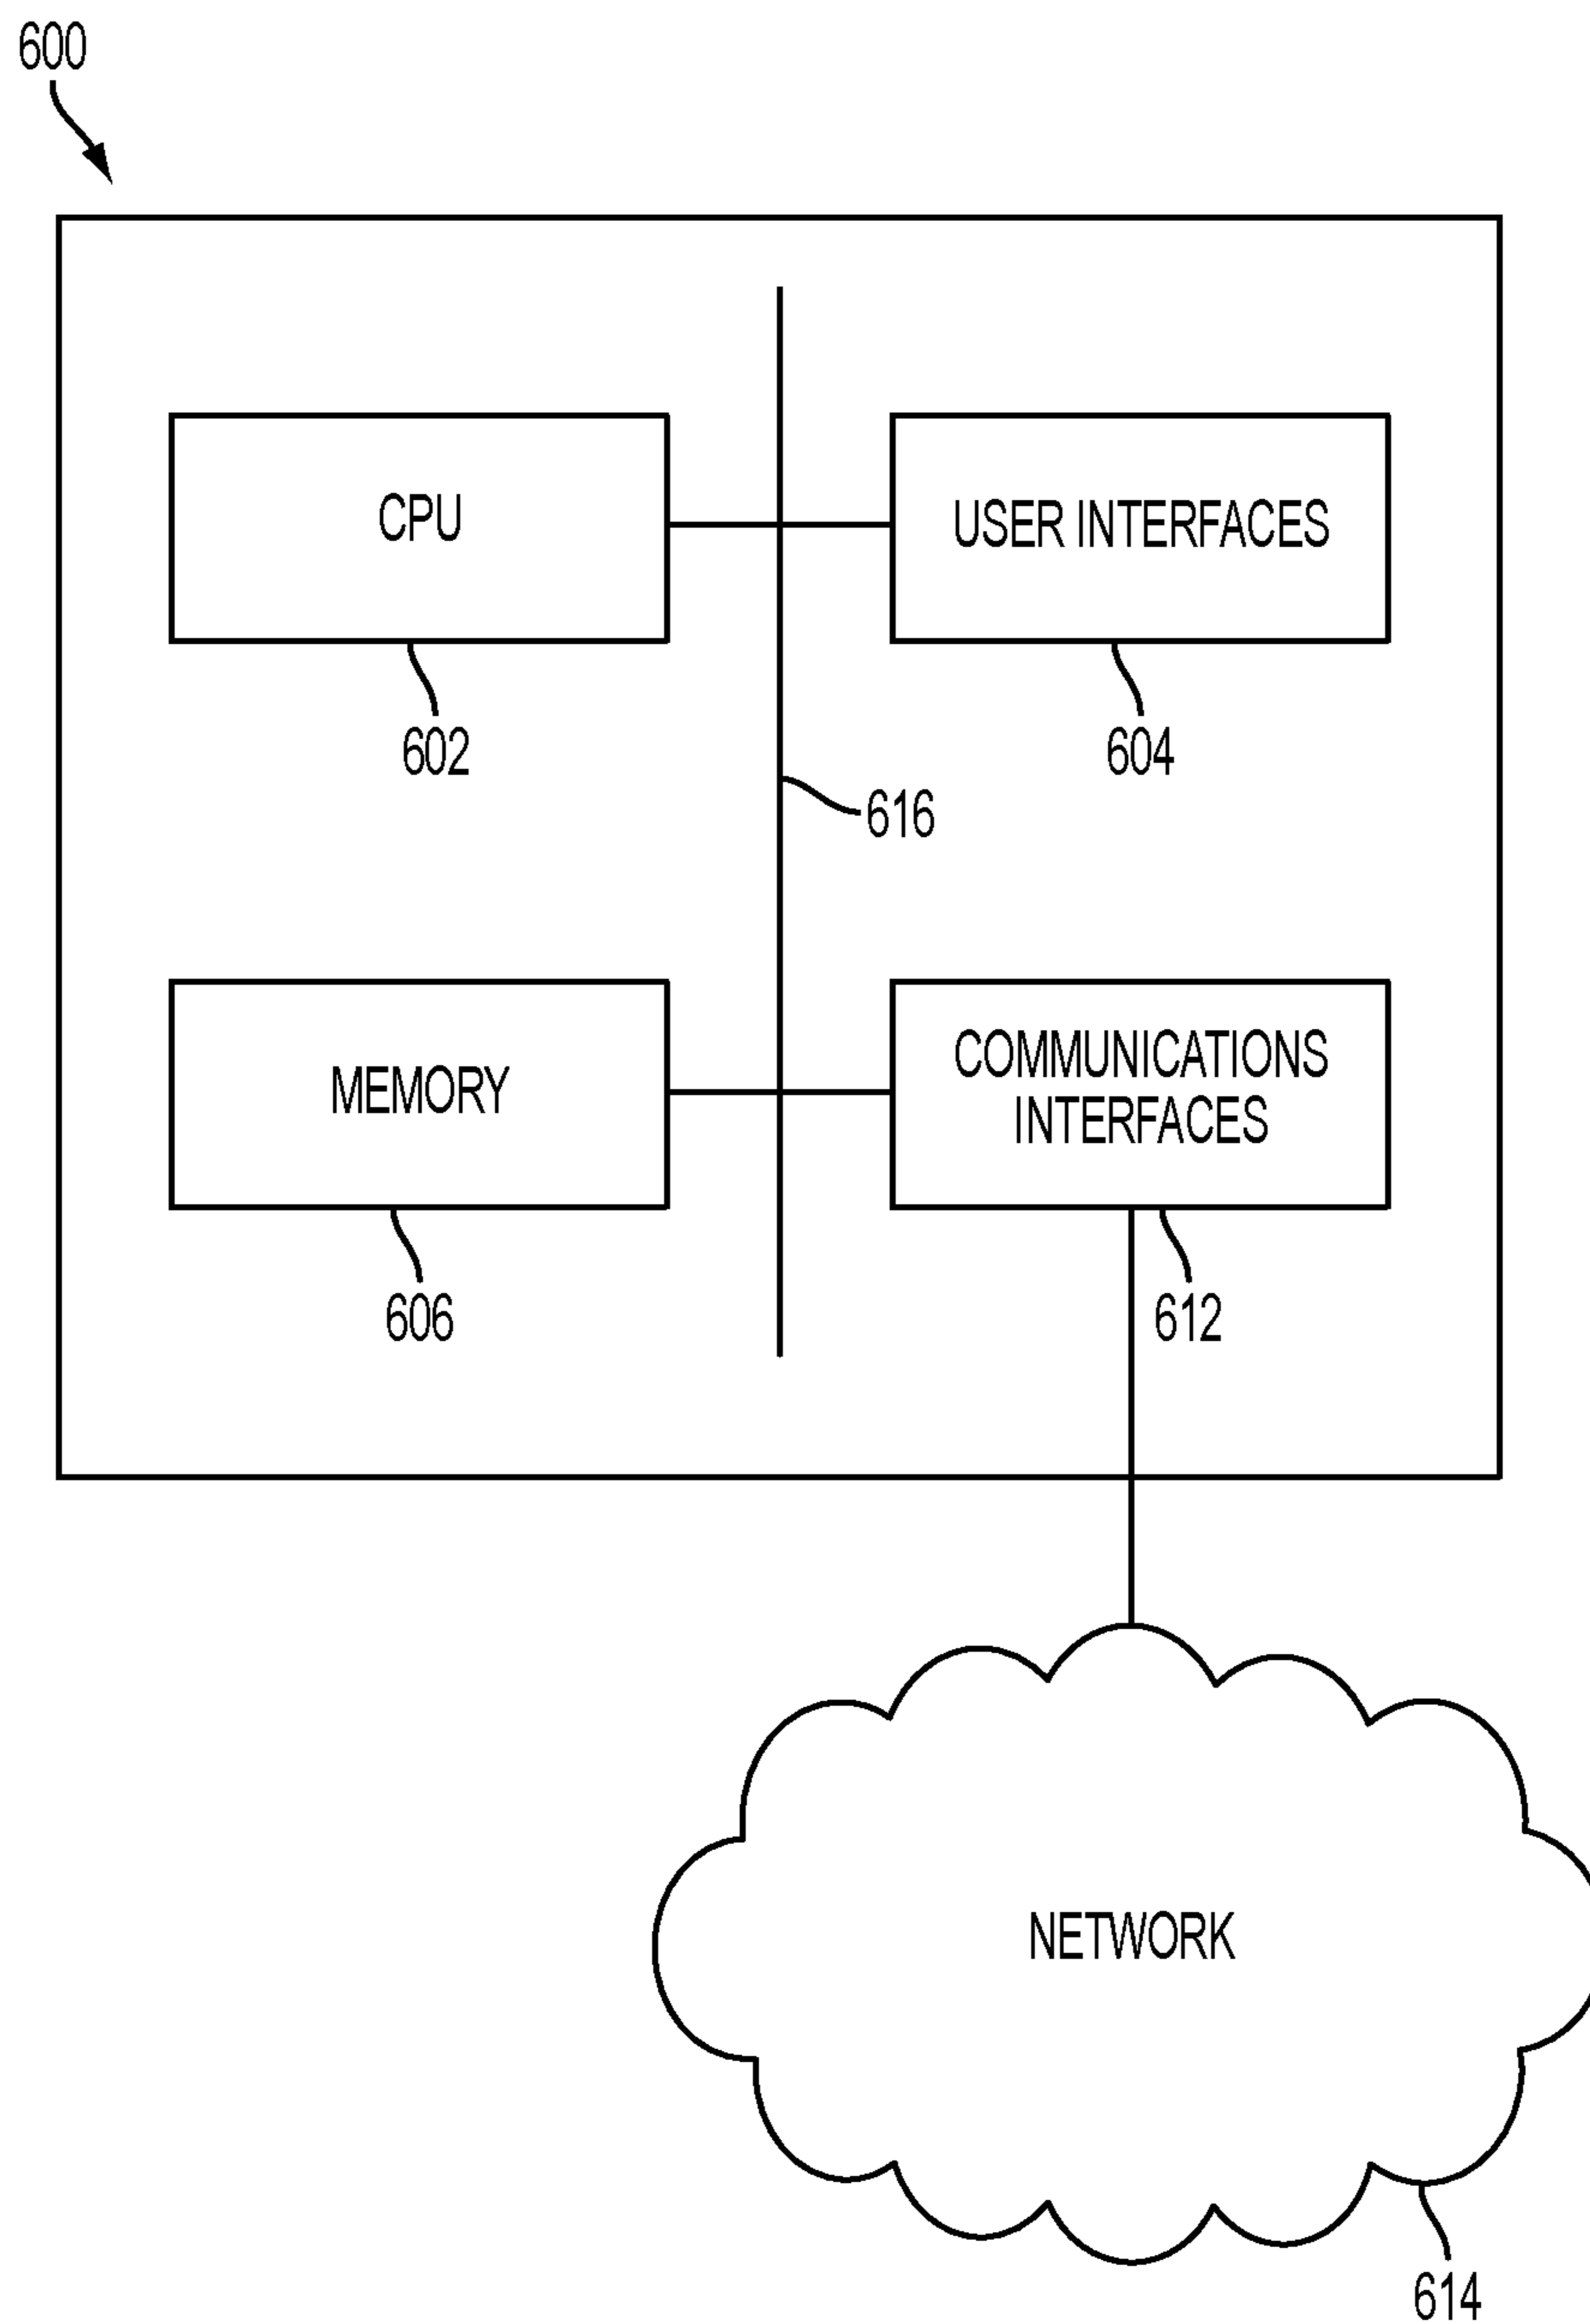 600
CPU
USER INTERFACES
602
604
616
MEMORY
COMMUNICATIONS
INTERFACES
606
612
NETWORK
614